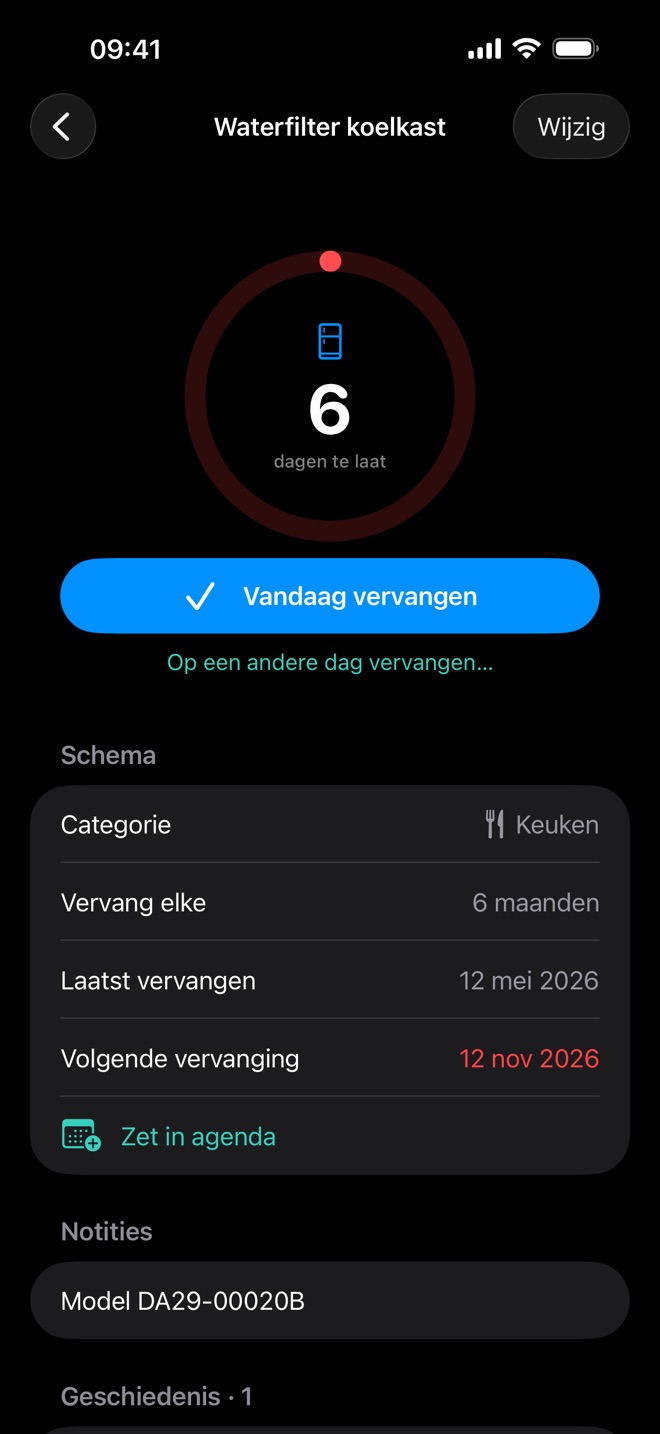 09:41
Waterfilter koelkast
Wijzig
6
dagen te laat
Vandaag vervangen
Op een andere dag vervangen...
Schema
Categorie Keuken
Vervang elke 6 maanden
Laatst vervangen 12 mei 2026
Volgende vervanging 12 nov 2026
Zet in agenda
Notities
Model DA29-00020B
Geschiedenis · 1